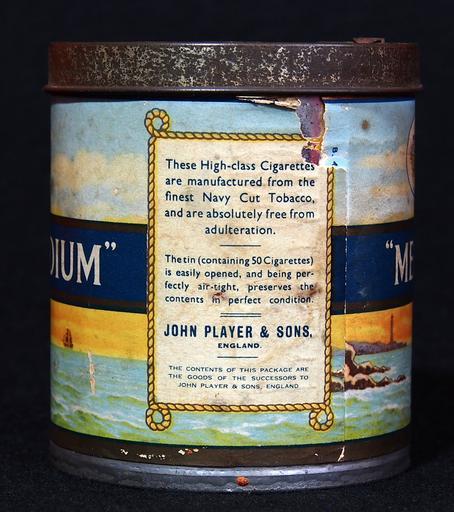 These High-class Cigarettes
are manufactured from the
finest Navy Cut Tobacco,
and are absolutely free from
adulteration.
The tin (containing 50 Cigarettes)
is easily opened, and being per-
fectly air-tight, preserves the
contents in perfect condition.
JOHN PLAYER & SONS,
ENGLAND.
THE CONTENTS OF THIS PACKAGE ARE
THE GOODS OF THE SUCCESSORS TO
JOHN PLAYER & SONS, ENGLAND
DIUM"
"ME